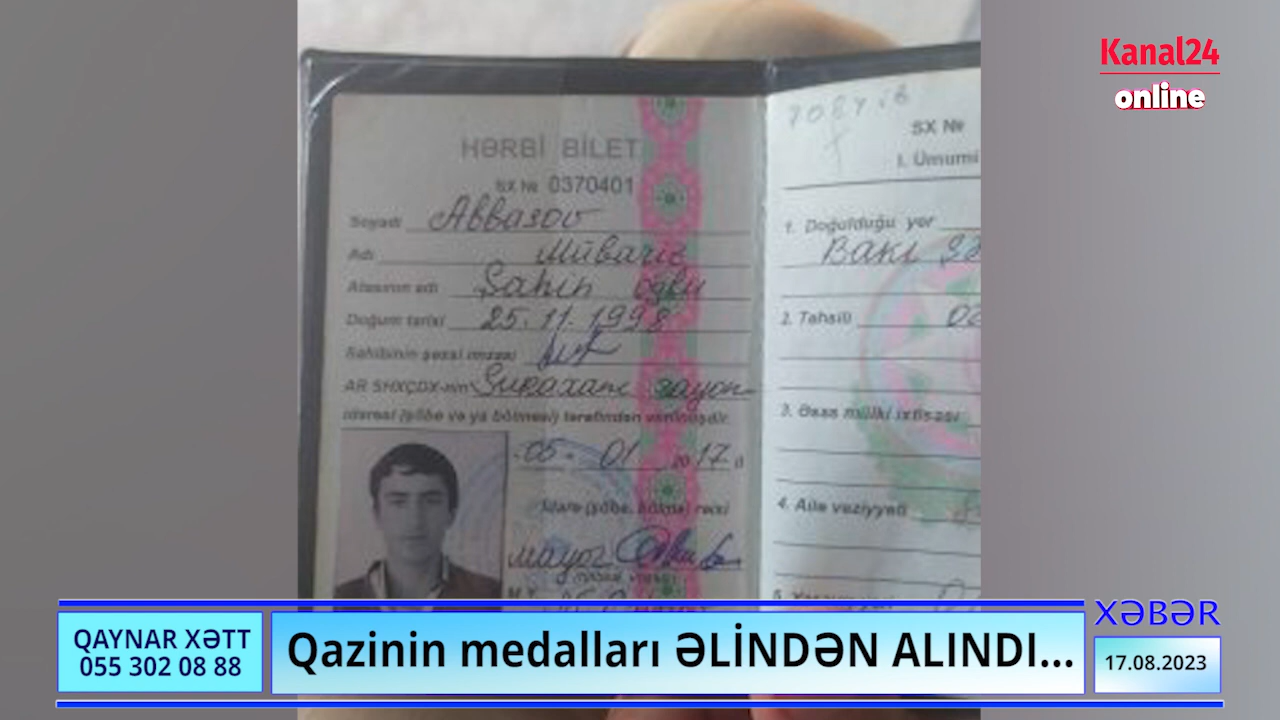 Kanal24
online
HƏRBİ BİLET
SX № 0370401
Soyadı Abbasov
Adı Mübariz
Atasının adı Şahin oğlu
Doğum tarixi 25.11.1998
Sahibinin şəxsi imzası
AR SHXÇDX-nın Suraxanı rayon
idarəsi (şöbə və ya bölməsi) tərəfindən verilmişdir.
05. 01 2017
İdarə (şöbə, bölmə) rəisi
mayor
SX №
I. Ümumi
1. Doğulduğu yer
Bakı şə
2. Təhsili
3. Əsas mülki ixtisası
4. Ailə vəziyyəti
QAYNAR XƏTT
055 302 08 88
Qazinin medalları ƏLİNDƏN ALINDI...
XƏBƏR
17.08.2023